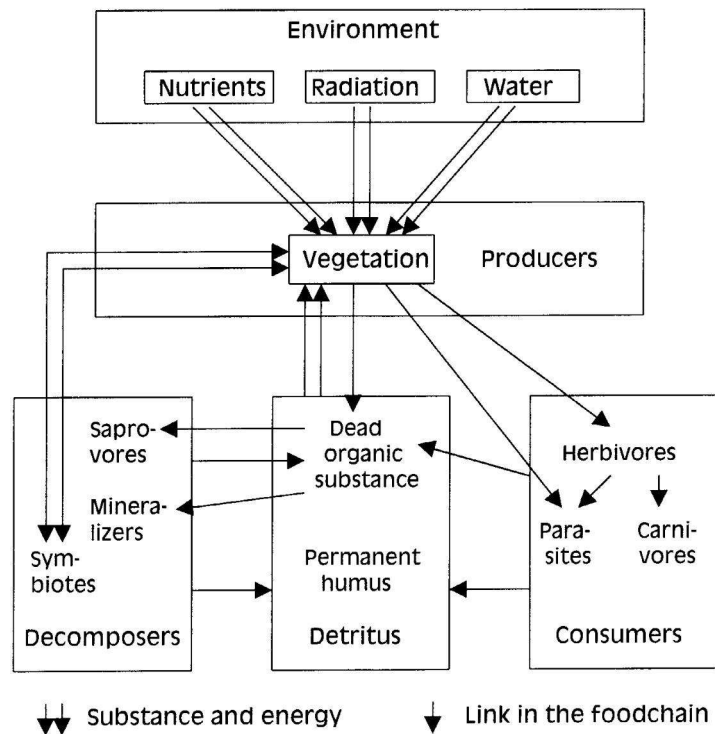 Environment
Nutrients
Radiation
Water
Vegetation
Producers
Sapro-
vores
Minera-
lizers
Sym-
biotes
Decomposers
Dead
organic
substance
Permanent
humus
Detritus
Herbivores
Para-
sites
Carni-
vores
Consumers
Substance and energy
Link in the foodchain